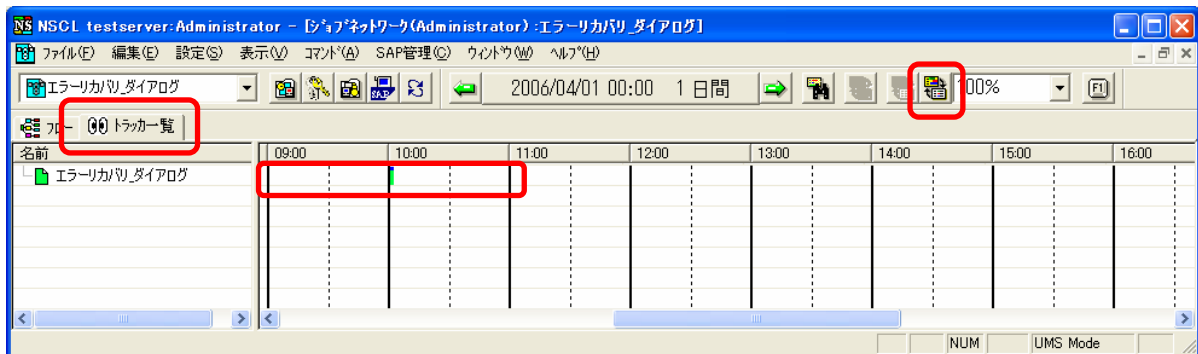 NS NSCL testserver:Administrator - [ｼﾞｮﾌﾞﾈｯﾄﾜｰｸ(Administrator) :エラーリカバリ_ダイアログ]
ファイル(F) 編集(E) 設定(S) 表示(V) コマンド(A) SAP管理(C) ウィンドウ(W) ヘルプ(H)
エラーリカバリ_ダイアログ SAP 2006/04/01 00:00 1 日間 100% F1
フロー トラッカ一覧
名前 09:00 10:00 11:00 12:00 13:00 14:00 15:00 16:00
エラーリカバリ_ダイアログ
NUM UMS Mode